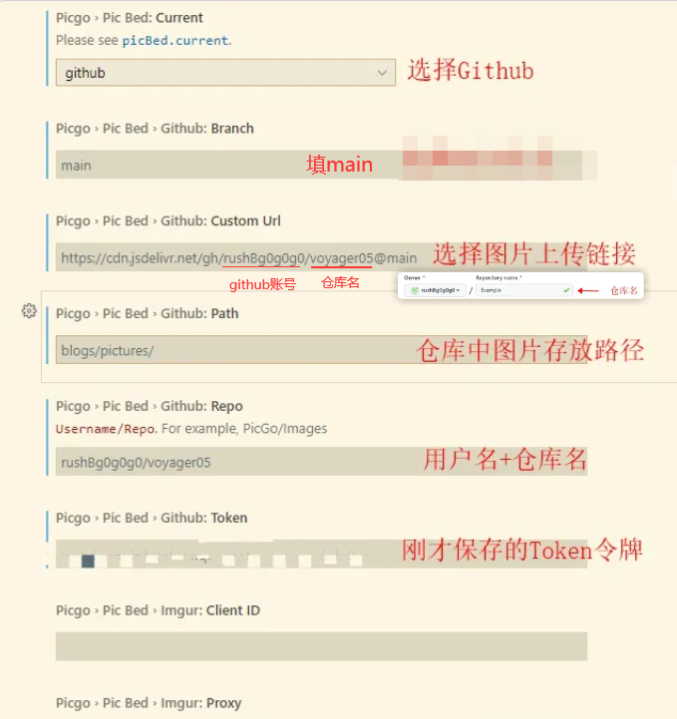 Picgo › Pic Bed: Current
Please see picBed.current.
github
选择Github
Picgo › Pic Bed › Github: Branch
main
填main
Picgo › Pic Bed › Github: Custom Url
https://cdn.jsdelivr.net/gh/rushBg0g0g0/voyager05@main
选择图片上传链接
github账号
仓库名
Owner *
Repository name *
rushBg0g0g0
/
Example
仓库名
Picgo › Pic Bed › Github: Path
blogs/pictures/
仓库中图片存放路径
Picgo › Pic Bed › Github: Repo
Username/Repo. For example, PicGo/Images
rushBg0g0g0/voyager05
用户名+仓库名
Picgo › Pic Bed › Github: Token
刚才保存的Token令牌
Picgo › Pic Bed › Imgur: Client ID
Picgo › Pic Bed › Imgur: Proxy